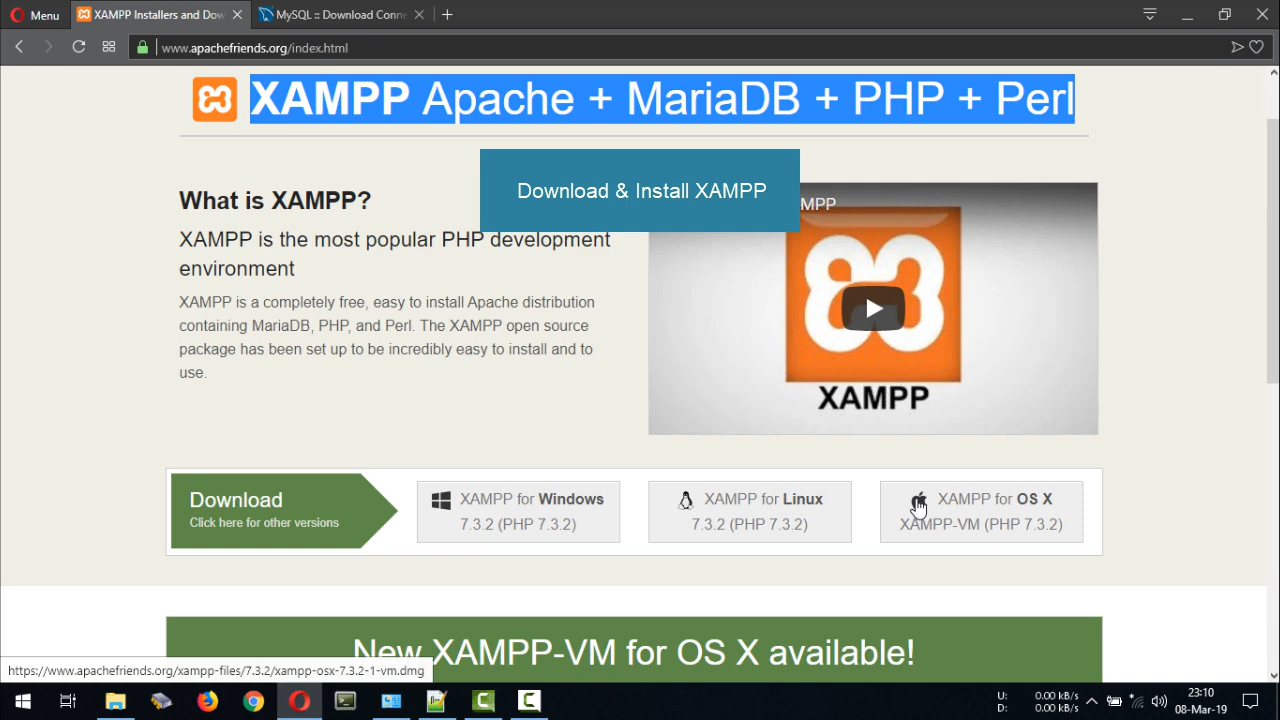 Menu
XAMPP Installers and Dow
MySQL :: Download Conne
www.apachefriends.org/index.html
XAMPP Apache + MariaDB + PHP + Perl
Download & Install XAMPP
MPP
What is XAMPP?
XAMPP is the most popular PHP development
environment
XAMPP is a completely free, easy to install Apache distribution
containing MariaDB, PHP, and Perl. The XAMPP open source
package has been set up to be incredibly easy to install and to
use.
XAMPP
Download
Click here for other versions
XAMPP for Windows
7.3.2 (PHP 7.3.2)
XAMPP for Linux
7.3.2 (PHP 7.3.2)
XAMPP for OS X
XAMPP-VM (PHP 7.3.2)
New XAMPP-VM for OS X available!
https://www.apachefriends.org/xampp-files/7.3.2/xampp-osx-7.3.2-1-vm.dmg
U: 0.00 kB/s
D: 0.00 kB/s
23:10
08-Mar-19